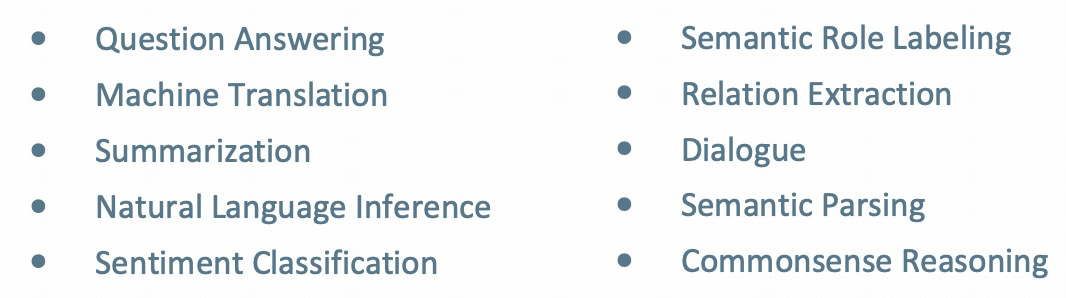 • Question Answering
• Machine Translation
• Summarization
• Natural Language Inference
• Sentiment Classification
• Semantic Role Labeling
• Relation Extraction
• Dialogue
• Semantic Parsing
• Commonsense Reasoning